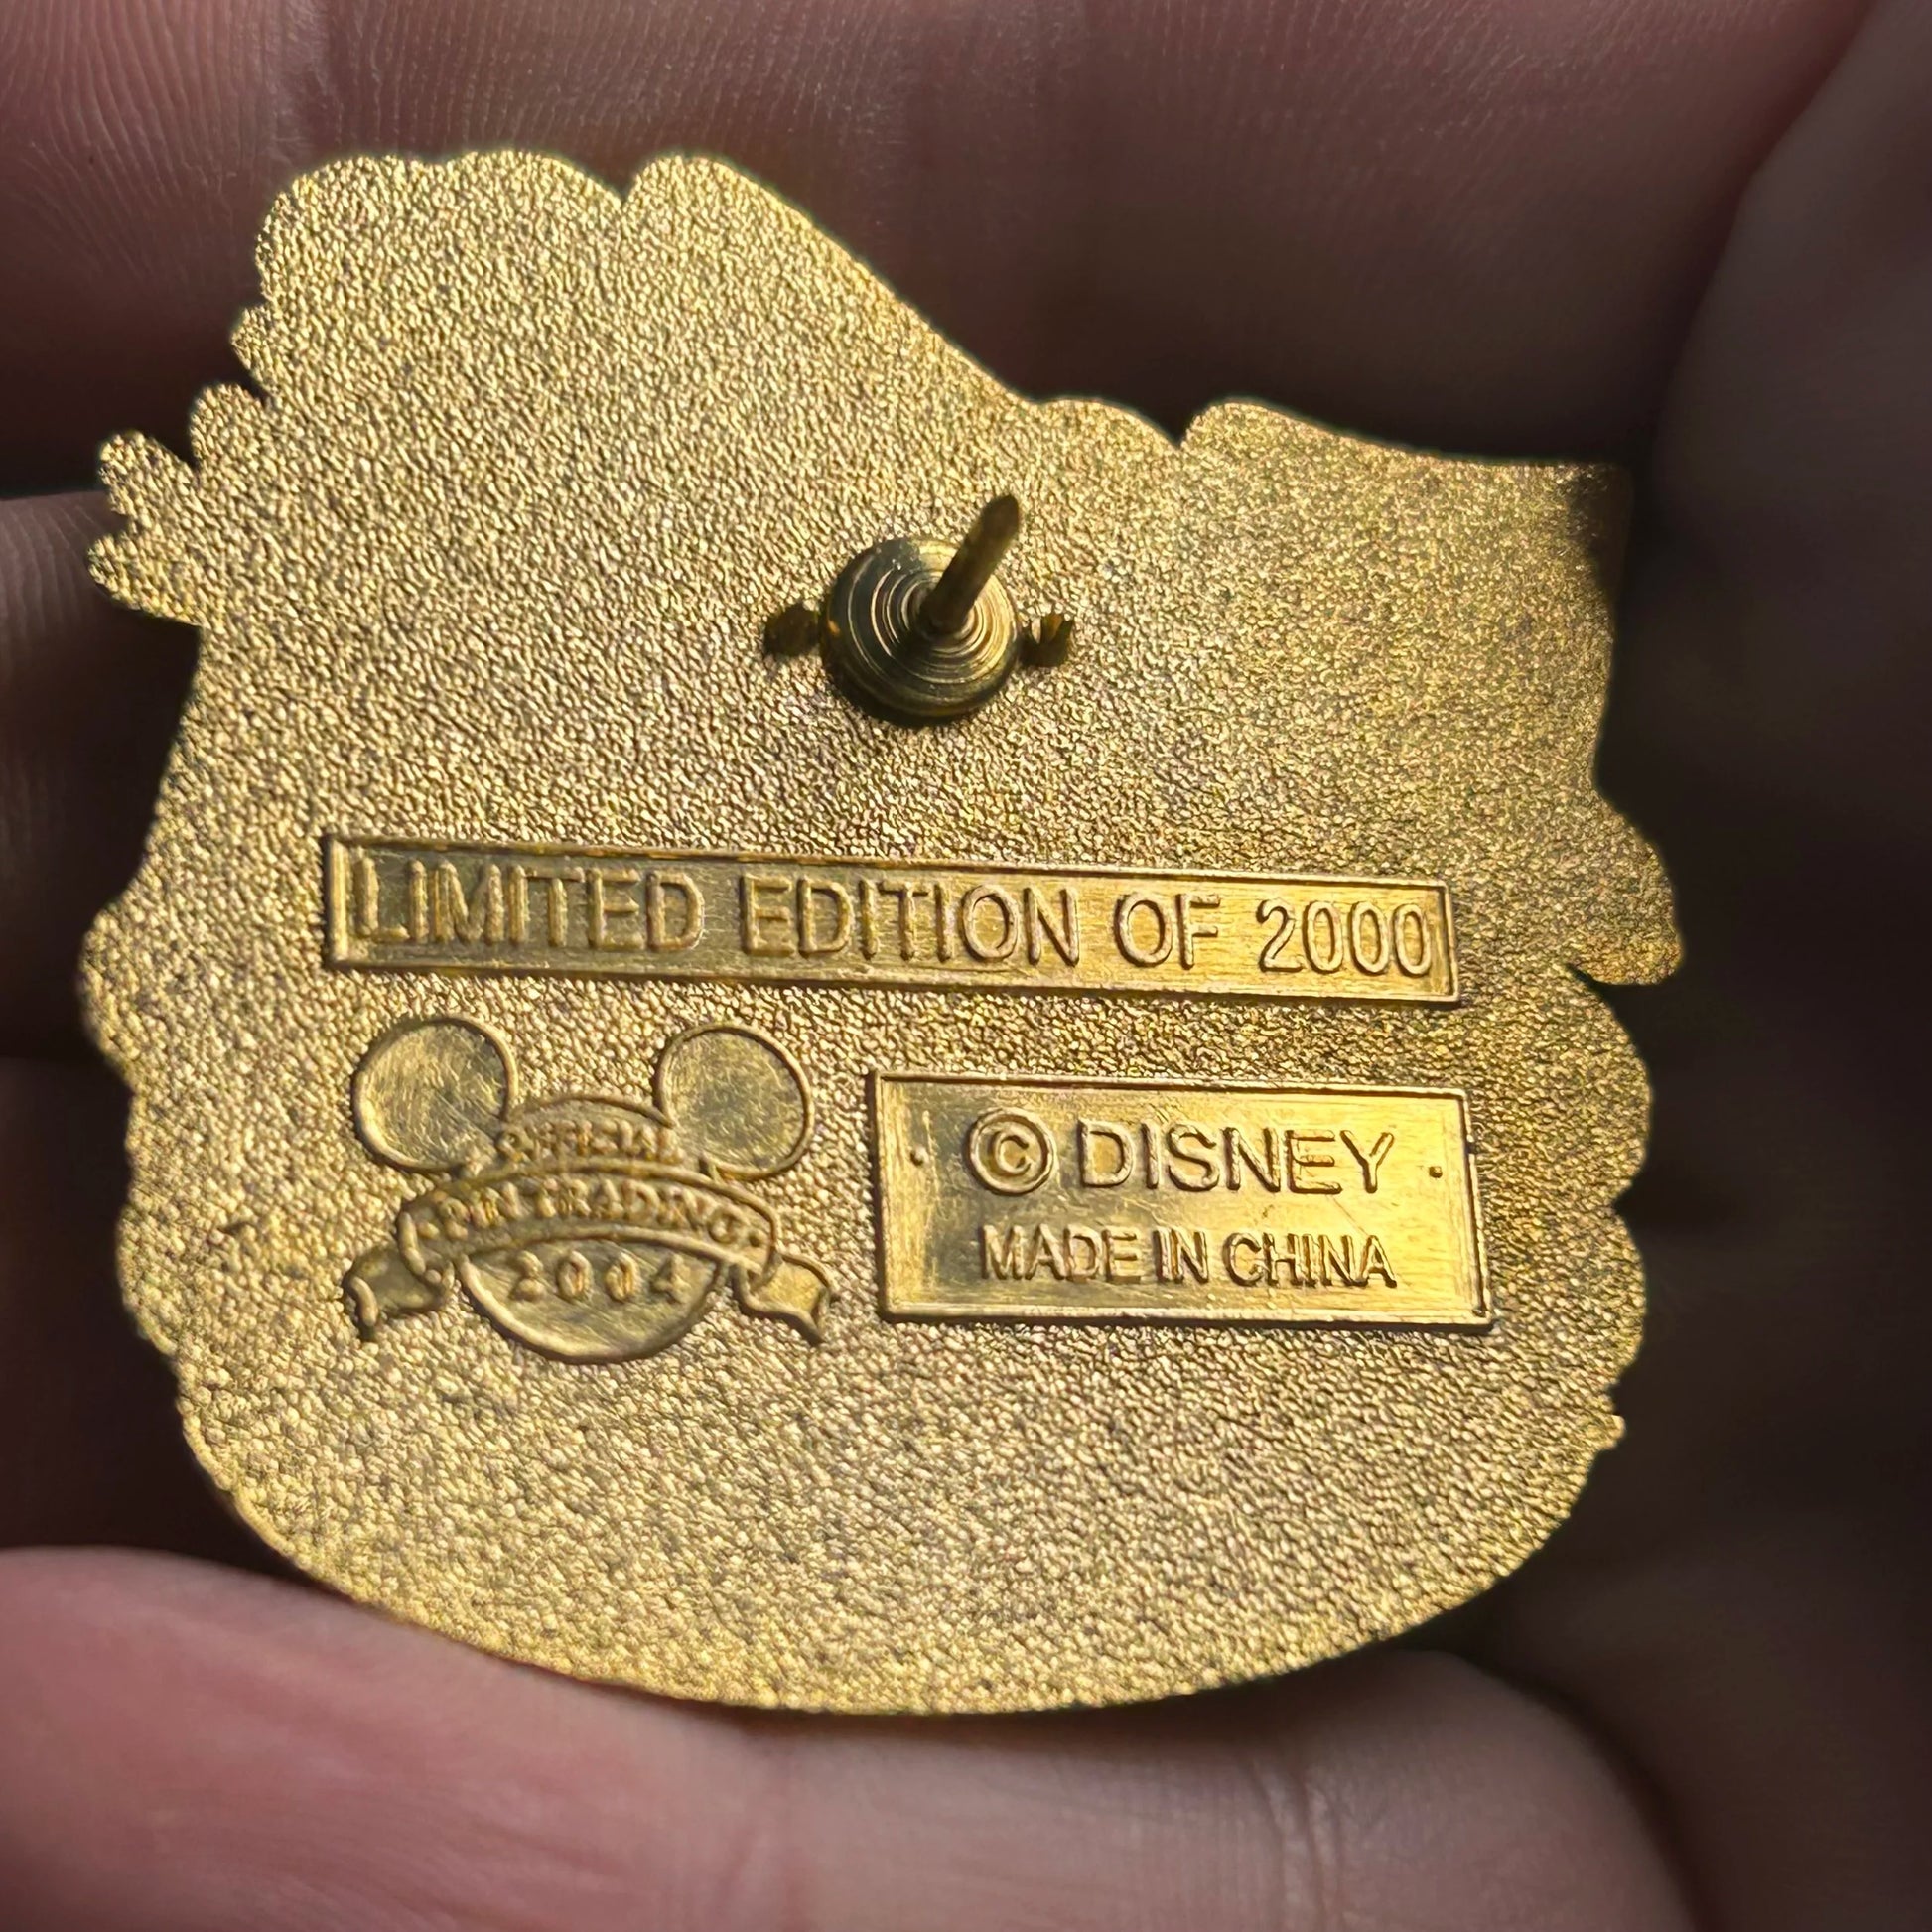 LIMITED EDITION OF 2000
OFFICIAL
·PIN TRADING·
2004
© DISNEY
MADE IN CHINA